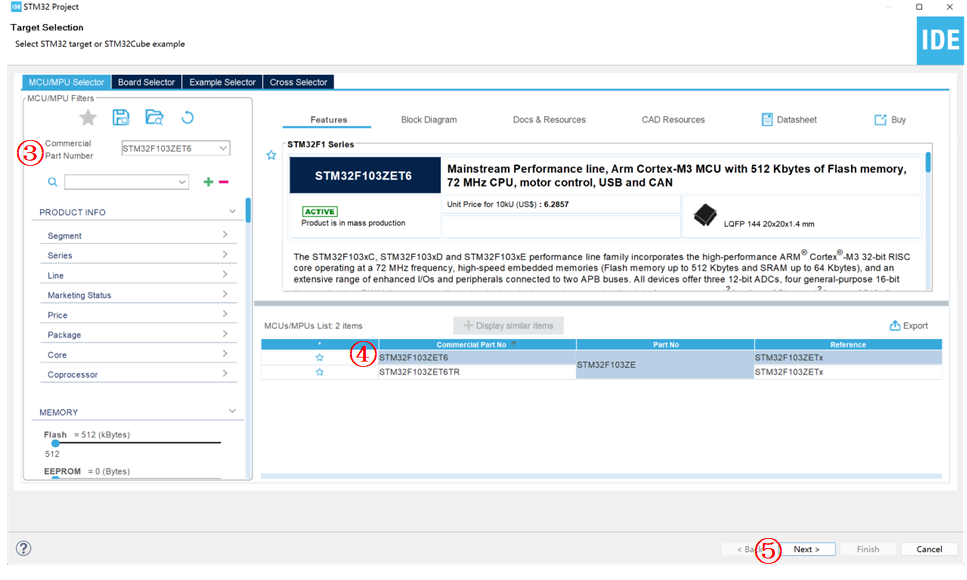 IDE STM32 Project
Target Selection
Select STM32 target or STM32Cube example
IDE
MCU/MPU Selector Board Selector Example Selector Cross Selector
MCU/MPU Filters
③
Commercial
Part Number
STM32F103ZET6
PRODUCT INFO
Segment
Series
Line
Marketing Status
Price
Package
Core
Coprocessor
MEMORY
Flash = 512 (kBytes)
512
EEPROM = 0 (Bytes)
Features Block Diagram Docs & Resources CAD Resources Datasheet Buy
STM32F1 Series
STM32F103ZET6
Mainstream Performance line, Arm Cortex-M3 MCU with 512 Kbytes of Flash memory,
72 MHz CPU, motor control, USB and CAN
ACTIVE
Product is in mass production
Unit Price for 10kU (US$) : 6.2857
LQFP 144 20x20x1.4 mm
The STM32F103xC, STM32F103xD and STM32F103xE performance line family incorporates the high-performance ARM® Cortex®-M3 32-bit RISC
core operating at a 72 MHz frequency, high-speed embedded memories (Flash memory up to 512 Kbytes and SRAM up to 64 Kbytes), and an
extensive range of enhanced I/Os and peripherals connected to two APB buses. All devices offer three 12-bit ADCs, four general-purpose 16-bit
MCUs/MPUs List: 2 items
+ Display similar items
Export
* Commercial Part No Part No Reference
④
STM32F103ZET6 STM32F103ZE STM32F103ZETx
STM32F103ZET6TR STM32F103ZETx
?
< Back
⑤
Next >
Finish
Cancel